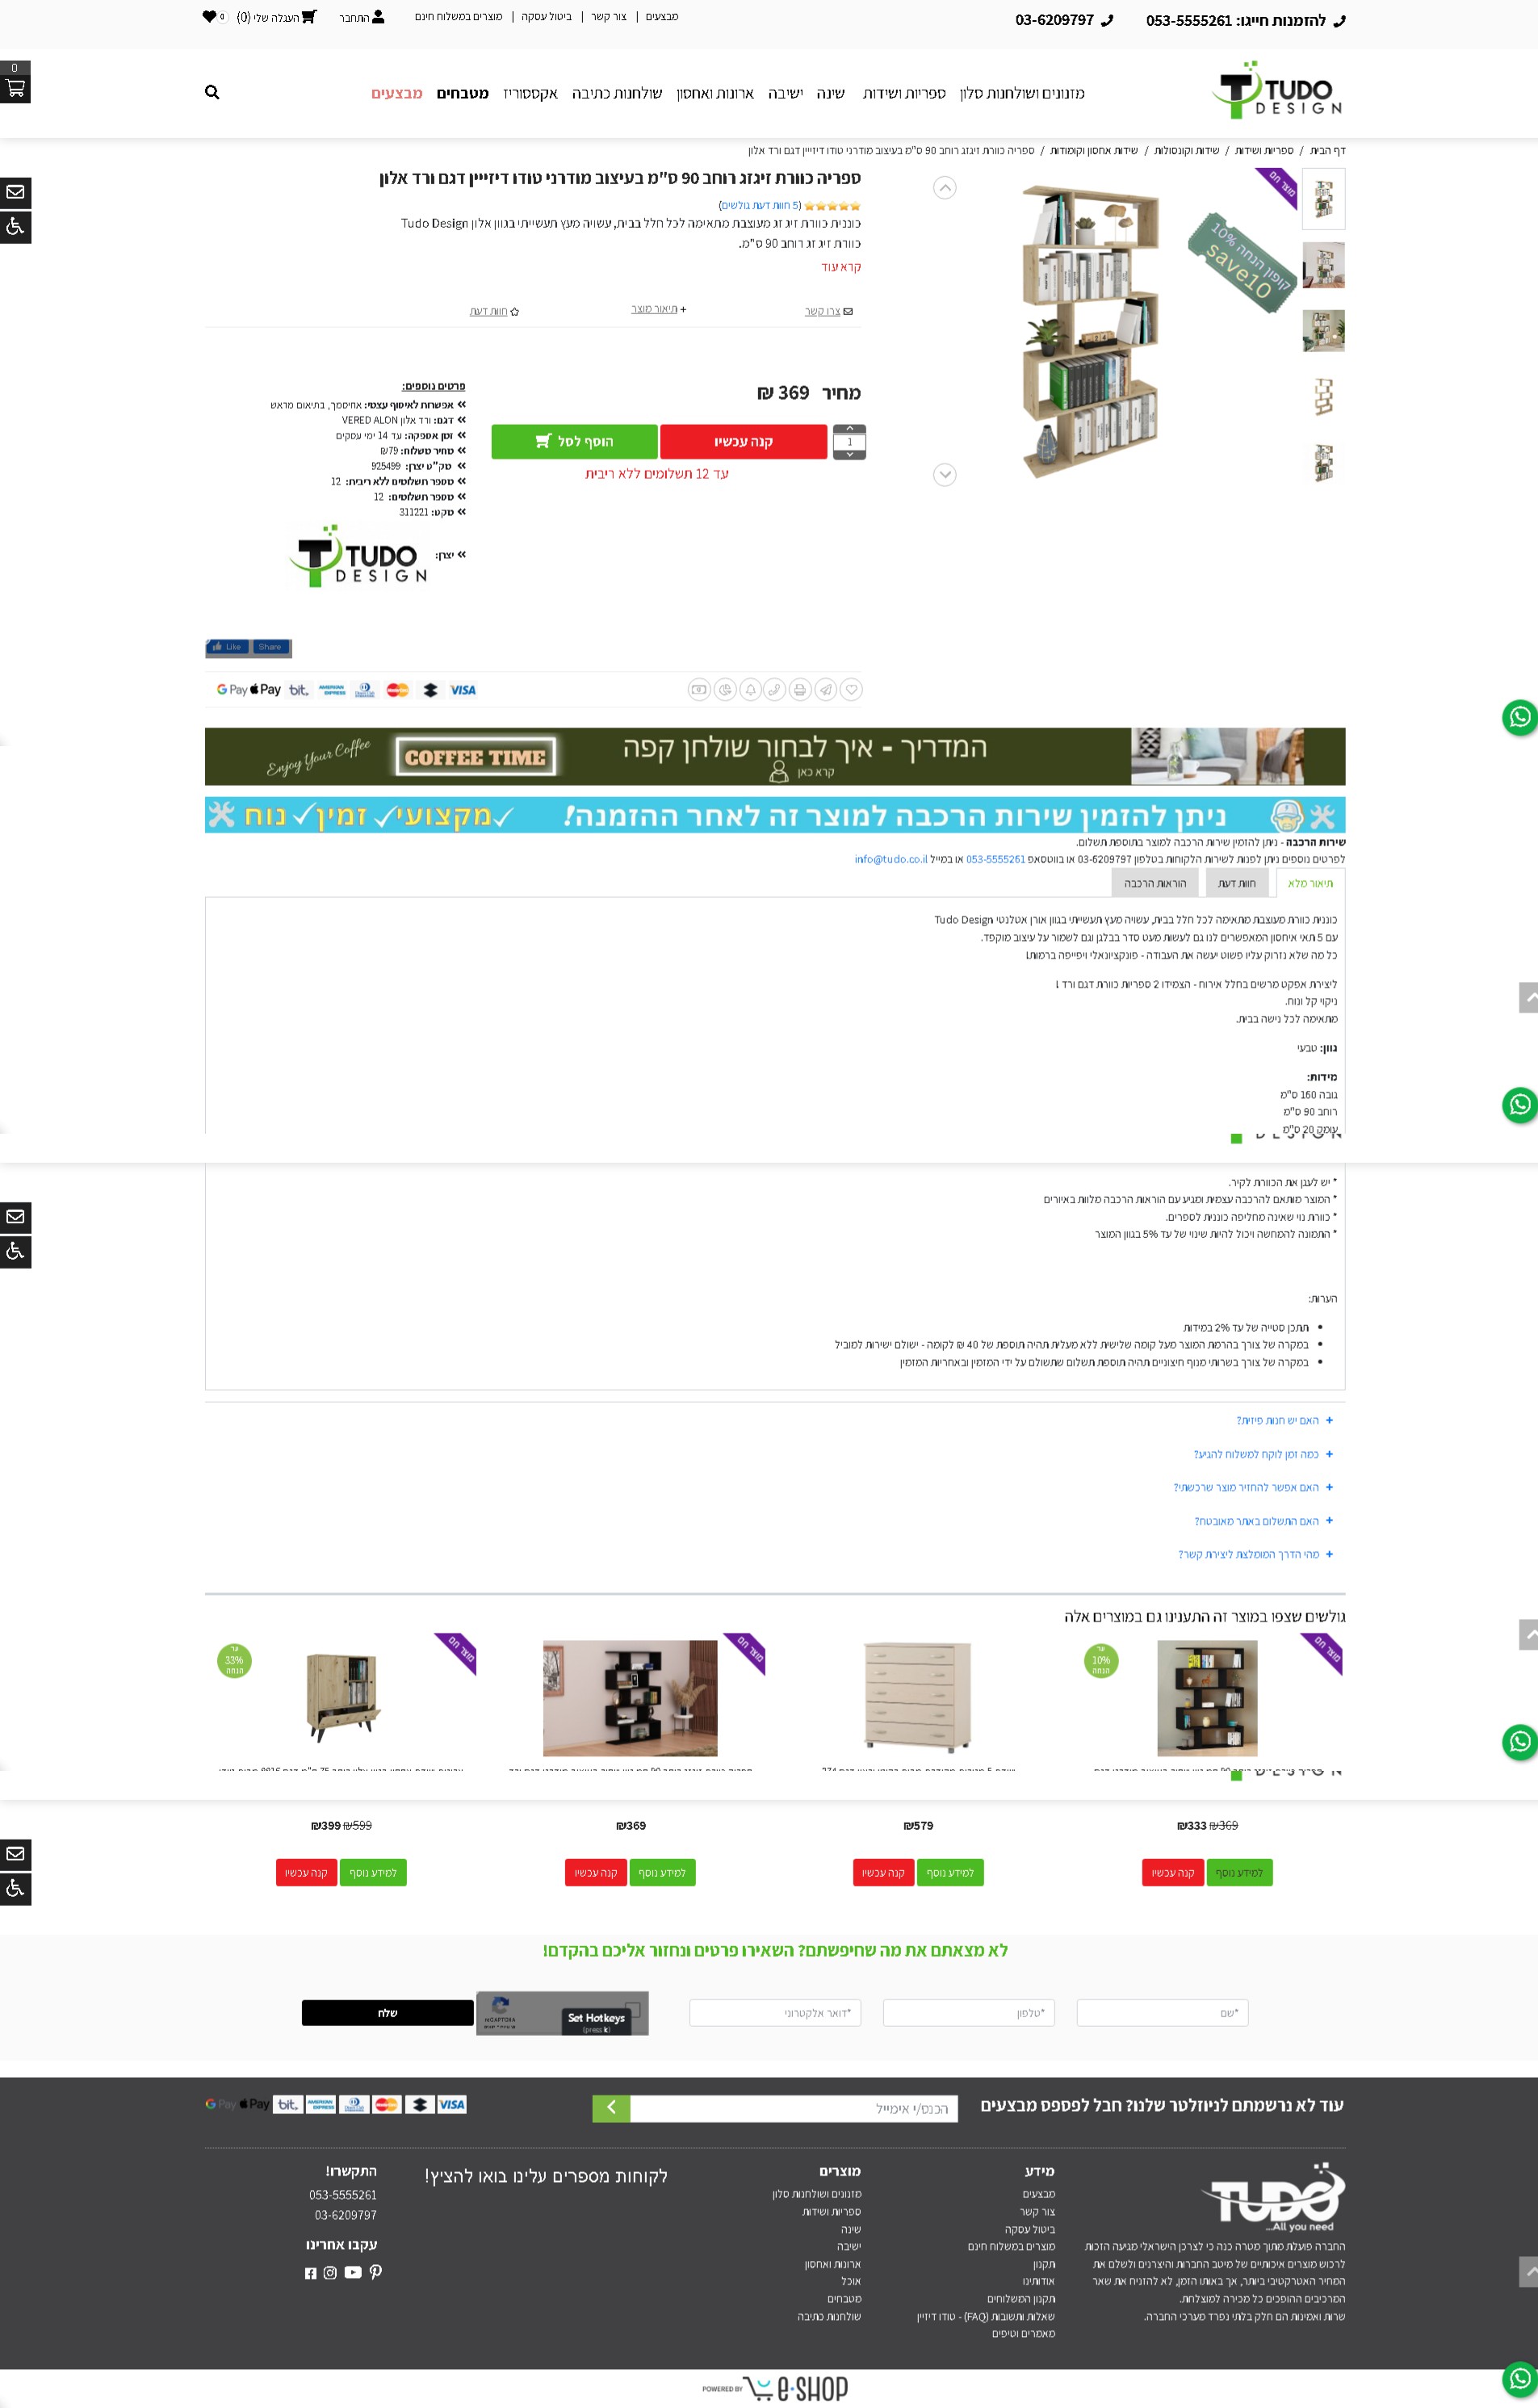 להזמנות חייגו: 053-5555261
03-6209797
מבצעים | צור קשר | ביטול עסקה | מוצרים במשלוח חינם
התחבר
העגלה שלי (0)
0
0
TUDO
DESIGN
מזנונים ושולחנות סלון ספריות ושידות שינה ישיבה ארונות ואחסון שולחנות כתיבה אקססוריז מטבחים מבצעים
דף הבית / ספריות ושידות / שידות וקונסולות / שידות אחסון וקומודות / ספריה כוורת זיגזג רוחב 90 ס"מ בעיצוב מודרני טודו דיזייין דגם ורד אלון
מוצר חם
קופון הנחה 10%
save10
ספריה כוורת זיגזג רוחב 90 ס"מ בעיצוב מודרני טודו דיזייין דגם ורד אלון
(5 חוות דעת גולשים)
כוננית כוורת זיג זג מעוצבת מתאימה לכל חלל בבית, עשויה מעץ תעשייתי בגוון אלון Tudo Design
כוורת זיג זג רוחב 90 ס"מ.
קרא עוד
צרו קשר
+ תיאור מוצר
חוות דעת
מחיר 369 ₪
1
קנה עכשיו
הוסף לסל
עד 12 תשלומים ללא ריבית
פרטים נוספים:
אפשרות לאיסוף עצמי: אחיסמך, בתיאום מראש
דגם: ורד אלון VERED ALON
זמן אספקה: עד 14 ימי עסקים
מחיר משלוח: 79₪
מק"ט יצרן: 925499
מספר תשלומים ללא ריבית: 12
מספר תשלומים: 12
מקט: 311221
יצרן:
TUDO
DESIGN
Like
Share
G Pay Pay bit. AMERICAN EXPRESS VISA
המדריך - איך לבחור שולחן קפה
קרא כאן
COFFEE TIME
Enjoy Your Coffee
ניתן להזמין שירות הרכבה למוצר זה לאחר ההזמנה! ✓מקצועי ✓זמין ✓נוח
שירות הרכבה - ניתן להזמין שירות הרכבה למוצר בתוספת תשלום.
לפרטים נוספים ניתן לפנות לשירות הלקוחות בטלפון 03-6209797 או בווטסאפ 053-5555261 או במייל info@tudo.co.il
תיאור מלא
חוות דעת
הוראות הרכבה
כוננית כוורת מעוצבת מתאימה לכל חלל בבית, עשויה מעץ תעשייתי בגוון אורן אטלנטי Tudo Design
עם 5 תאי איחסון המאפשרים לנו גם לעשות מעט סדר בבלגן וגם לשמור על עיצוב מוקפד.
כל מה שלא נזרוק עליו פשוט יעשה את העבודה - פונקציונאלי ויפייפה ברמות!
ליצירת אפקט מרשים בחלל אירוח - הצמידו 2 ספריות כוורת דגם ורד !
ניקוי קל ונוח.
מתאימה לכל נישה בבית.
גוון: טבעי
מידות:
גובה 160 ס"מ
רוחב 90 ס"מ
עומק 20 ס"מ
DESIGN
* יש לעגן את הכוורת לקיר.
* המוצר מותאם להרכבה עצמית ומגיע עם הוראות הרכבה מלוות באיורים
* כוורת נוי שאינה מחליפה כוננית לספרים.
* התמונה להמחשה ויכול להיות שינוי של עד 5% בגוון המוצר
הערות:
תתכן סטייה של עד 2% במידות
במקרה של צורך בהרמת המוצר מעל קומה שלישית ללא מעלית תהיה תוספת של 40 ₪ לקומה - ישולם ישירות למוביל
במקרה של צורך בשרותי מנוף חיצוניים תהיה תוספת תשלום שתשולם על ידי המזמין ובאחריות המזמין
+ האם יש חנות פיזית?
+ כמה זמן לוקח למשלוח להגיע?
+ האם אפשר להחזיר מוצר שרכשתי?
+ האם התשלום באתר מאובטח?
+ מהי הדרך המומלצת ליצירת קשר?
גולשים שצפו במוצר זה התענינו גם במוצרים אלה
מוצר חם
עד 10% הנחה
מוצר חם
מוצר חם
עד 33% הנחה
DESIGN
₪369 ₪333
₪579
₪369
₪599 ₪399
למידע נוסף קנה עכשיו
למידע נוסף קנה עכשיו
למידע נוסף קנה עכשיו
למידע נוסף קנה עכשיו
לא מצאתם את מה שחיפשתם? השאירו פרטים ונחזור אליכם בהקדם!
*שם
*טלפון
*דואר אלקטרוני
Set Hotkeys
שלח
עוד לא נרשמתם לניוזלטר שלנו? חבל לפספס מבצעים
הכנס/י אימייל
G Pay Pay bit. AMERICAN EXPRESS VISA
TUDO
...All you need
החברה פועלת מתוך מטרה כנה כי לצרכן הישראלי מגיעה הזכות
לרכוש מוצרים איכותיים של מיטב החברות והיצרנים ולשלם את
המחיר האטרקטיבי ביותר, אך באותו הזמן, לא להזניח את שאר
המרכיבים ההופכים כל מכירה למוצלחת.
שרות ואמינות הם חלק בלתי נפרד מערכי החברה.
מידע
מבצעים
צור קשר
ביטול עסקה
מוצרים במשלוח חינם
תקנון
אודותינו
תקנון המשלוחים
שאלות ותשובות (FAQ) - טודו דיזיין
מאמרים וטיפים
מוצרים
מזנונים ושולחנות סלון
ספריות ושידות
שינה
ישיבה
ארונות ואחסון
אוכל
מטבחים
שולחנות כתיבה
לקוחות מספרים עלינו בואו להציץ!
התקשרו!
053-5555261
03-6209797
עקבו אחרינו
POWERED BY e-SHOP